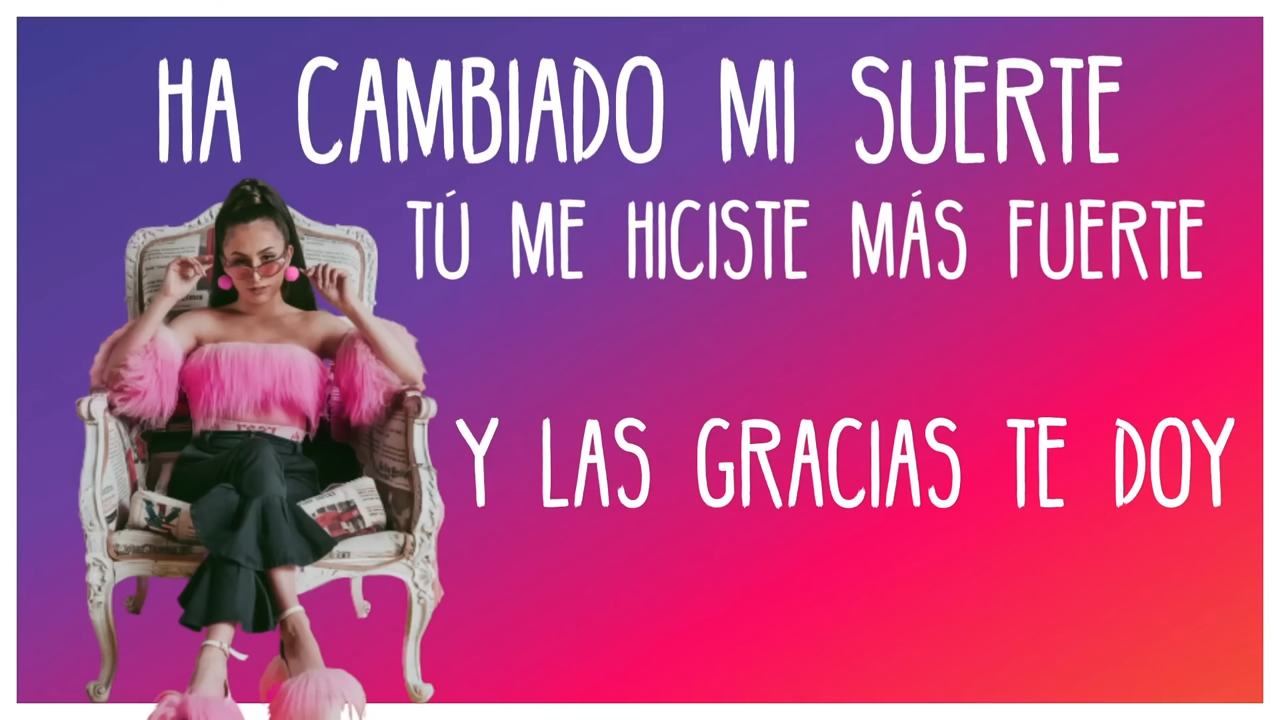 HA CAMBIADO MI SUERTE
TÚ ME HICISTE MÁS FUERTE
Y LAS GRACIAS TE DOY